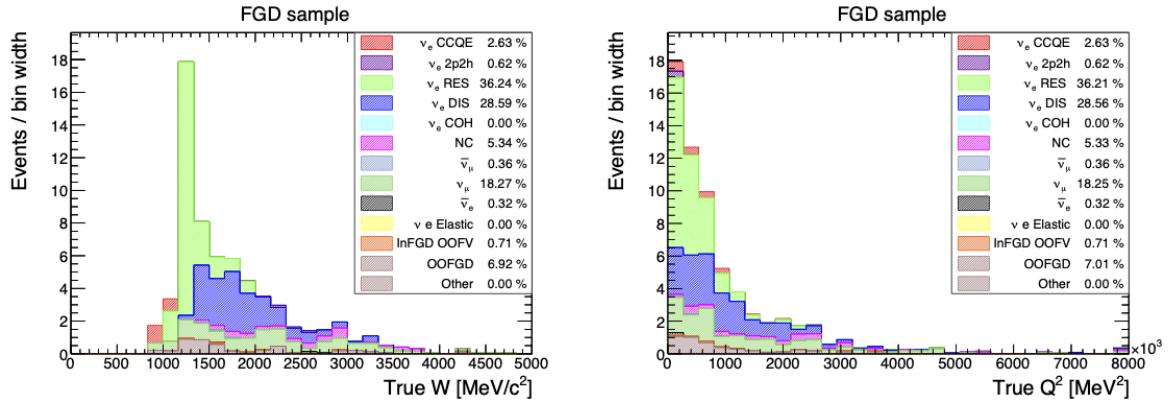 FGD sample
Events / bin width
18
16
14
12
10
8
6
4
2
0
0 500 1000 1500 2000 2500 3000 3500 4000 4500 5000
True W [MeV/c²]
νe CCQE 2.63 %
νe 2p2h 0.62 %
νe RES 36.24 %
νe DIS 28.59 %
νe COH 0.00 %
NC 5.34 %
ν̄μ 0.36 %
νμ 18.27 %
ν̄e 0.32 %
ν e Elastic 0.00 %
InFGD OOFV 0.71 %
OOFGD 6.92 %
Other 0.00 %
FGD sample
Events / bin width
18
16
14
12
10
8
6
4
2
0
0 1000 2000 3000 4000 5000 6000 7000 8000
×10³
True Q² [MeV²]
νe CCQE 2.63 %
νe 2p2h 0.62 %
νe RES 36.21 %
νe DIS 28.56 %
νe COH 0.00 %
NC 5.33 %
ν̄μ 0.36 %
νμ 18.25 %
ν̄e 0.32 %
ν e Elastic 0.00 %
InFGD OOFV 0.71 %
OOFGD 7.01 %
Other 0.00 %